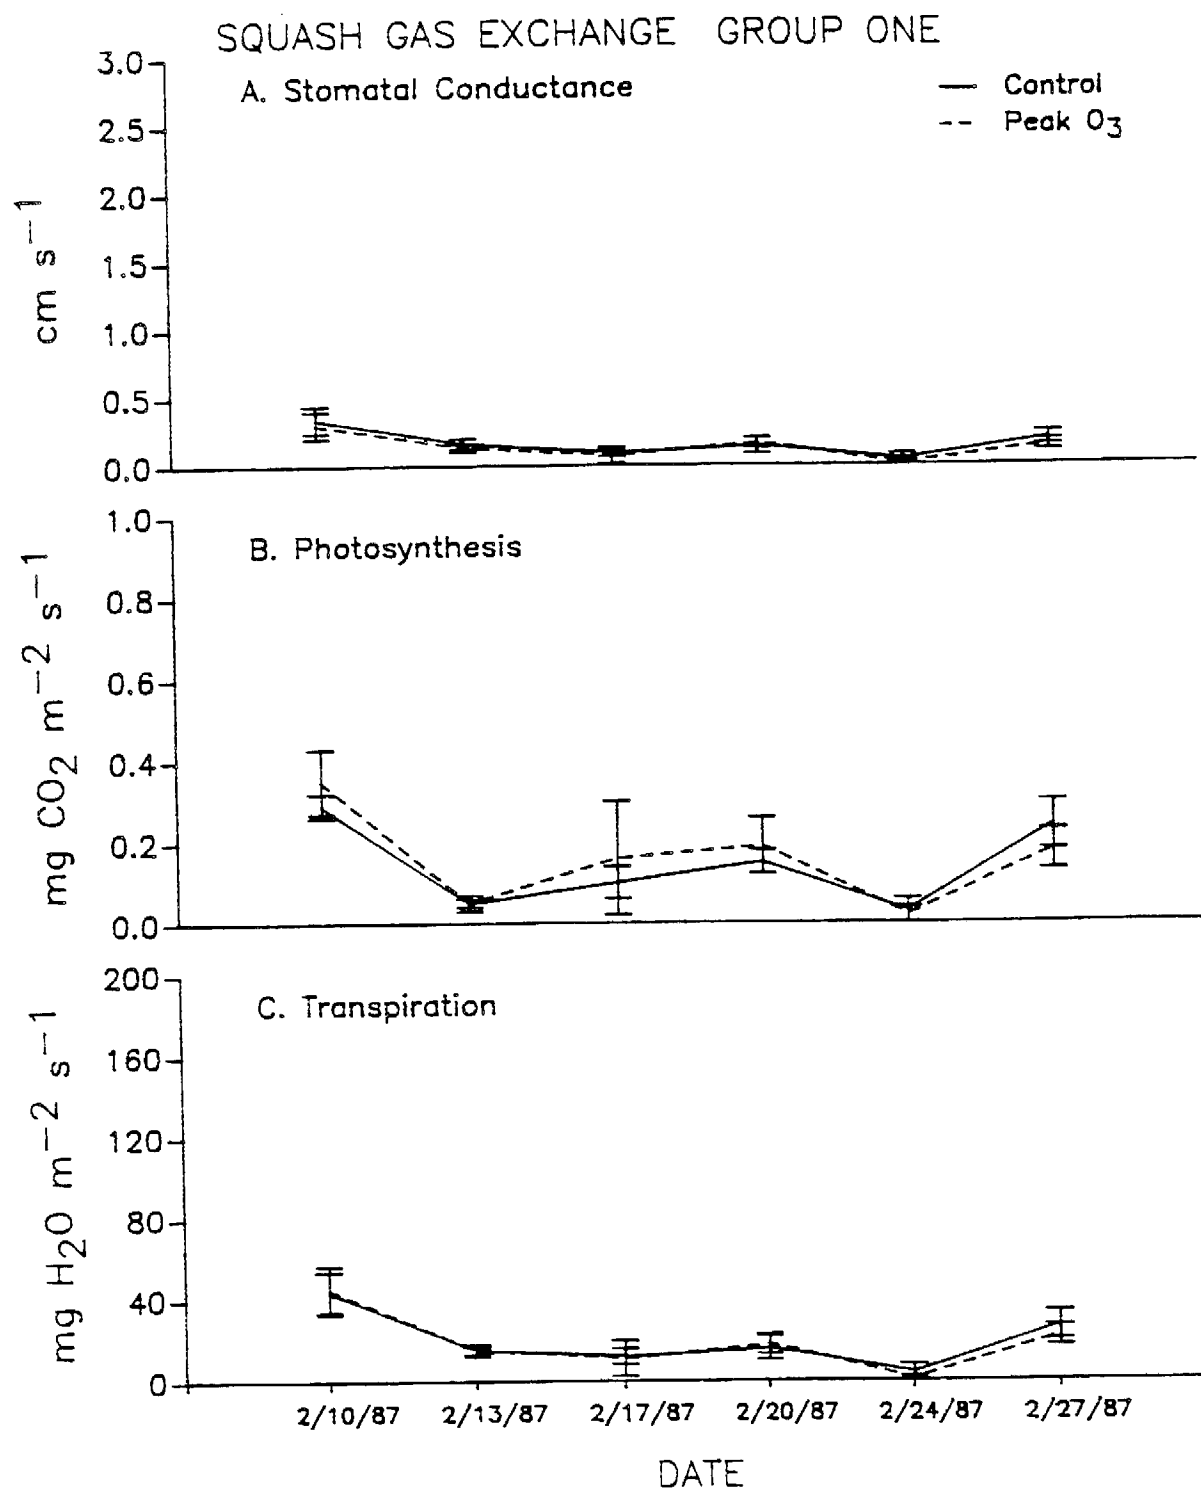 SQUASH GAS EXCHANGE GROUP ONE
A. Stomatal Conductance
Control
Peak O₃
cm s⁻¹
3.0
2.5
2.0
1.5
1.0
0.5
0.0
B. Photosynthesis
mg CO₂ m⁻² s⁻¹
1.0
0.8
0.6
0.4
0.2
0.0
C. Transpiration
mg H₂O m⁻² s⁻¹
200
160
120
80
40
0
2/10/87 2/13/87 2/17/87 2/20/87 2/24/87 2/27/87
DATE